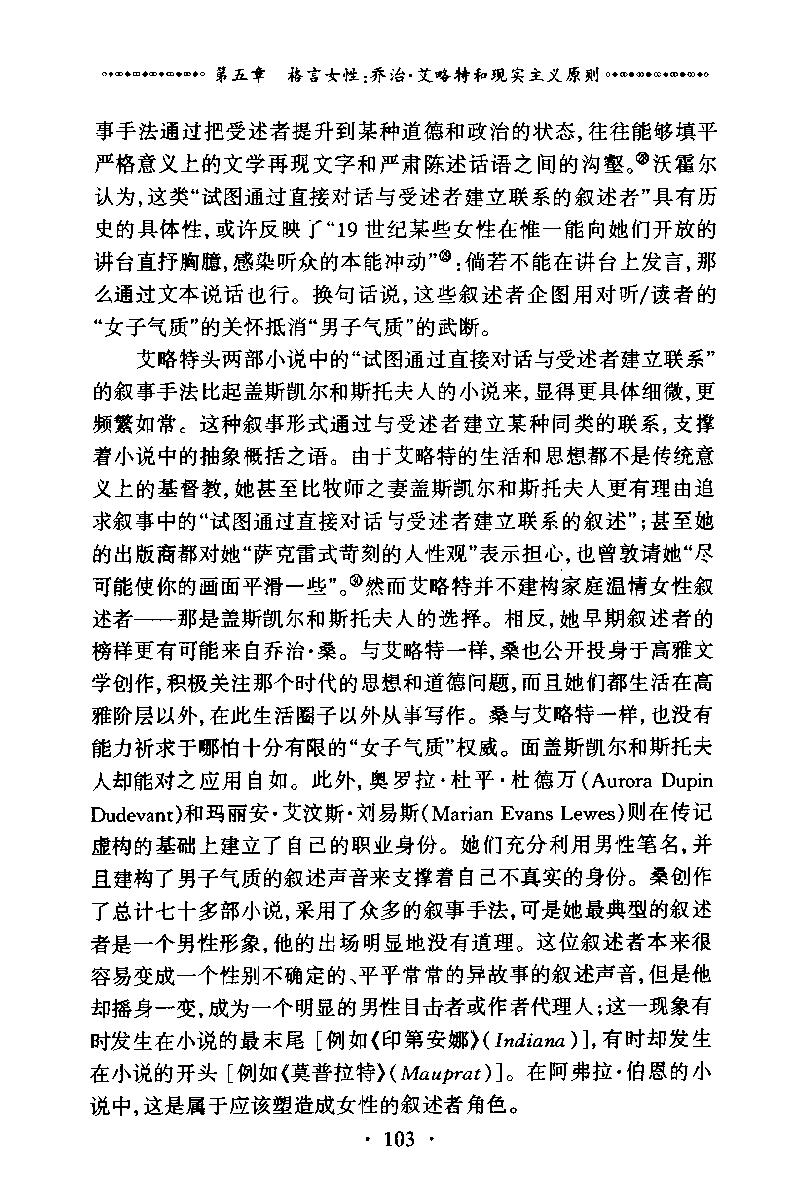 第五章　格言女性:乔治·艾略特和现实主义原则
事手法通过把受述者提升到某种道德和政治的状态,往往能够填平
严格意义上的文学再现文字和严肃陈述话语之间的沟壑。㉒沃霍尔
认为,这类“试图通过直接对话与受述者建立联系的叙述者”具有历
史的具体性,或许反映了“19 世纪某些女性在惟一能向她们开放的
讲台直抒胸臆,感染听众的本能冲动”㉓:倘若不能在讲台上发言,那
么通过文本说话也行。换句话说,这些叙述者企图用对听/读者的
“女子气质”的关怀抵消“男子气质”的武断。
艾略特头两部小说中的“试图通过直接对话与受述者建立联系”
的叙事手法比起盖斯凯尔和斯托夫人的小说来,显得更具体细微,更
频繁如常。这种叙事形式通过与受述者建立某种同类的联系,支撑
着小说中的抽象概括之语。由于艾略特的生活和思想都不是传统意
义上的基督教,她甚至比牧师之妻盖斯凯尔和斯托夫人更有理由追
求叙事中的“试图通过直接对话与受述者建立联系的叙述”;甚至她
的出版商都对她“萨克雷式苛刻的人性观”表示担心,也曾敦请她“尽
可能使你的画面平滑一些”。㉔然而艾略特并不建构家庭温情女性叙
述者——那是盖斯凯尔和斯托夫人的选择。相反,她早期叙述者的
榜样更有可能来自乔治·桑。与艾略特一样,桑也公开投身于高雅文
学创作,积极关注那个时代的思想和道德问题,而且她们都生活在高
雅阶层以外,在此生活圈子以外从事写作。桑与艾略特一样,也没有
能力祈求于哪怕十分有限的“女子气质”权威。面盖斯凯尔和斯托夫
人却能对之应用自如。此外,奥罗拉·杜平·杜德万(Aurora Dupin
Dudevant)和玛丽安·艾汶斯·刘易斯(Marian Evans Lewes)则在传记
虚构的基础上建立了自己的职业身份。她们充分利用男性笔名,并
且建构了男子气质的叙述声音来支撑着自己不真实的身份。桑创作
了总计七十多部小说,采用了众多的叙事手法,可是她最典型的叙述
者是一个男性形象,他的出场明显地没有道理。这位叙述者本来很
容易变成一个性别不确定的、平平常常的异故事的叙述声音,但是他
却摇身一变,成为一个明显的男性目击者或作者代理人;这一现象有
时发生在小说的最末尾［例如《印第安娜》(Indiana)］,有时却发生
在小说的开头［例如《莫普拉特》(Mauprat)］。在阿弗拉·伯恩的小
说中,这是属于应该塑造成女性的叙述者角色。
· 103 ·